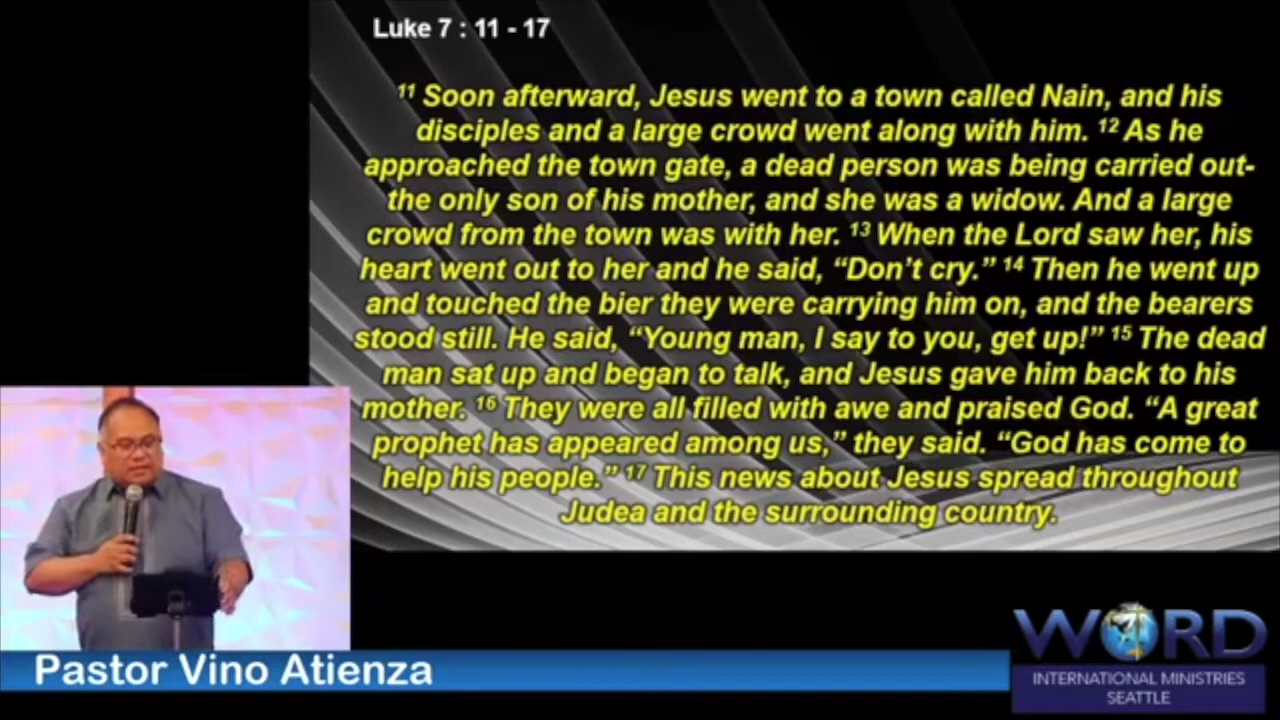 Luke 7 : 11 - 17
¹¹ Soon afterward, Jesus went to a town called Nain, and his
disciples and a large crowd went along with him. ¹² As he
approached the town gate, a dead person was being carried out-
the only son of his mother, and she was a widow. And a large
crowd from the town was with her. ¹³ When the Lord saw her, his
heart went out to her and he said, “Don’t cry.” ¹⁴ Then he went up
and touched the bier they were carrying him on, and the bearers
stood still. He said, “Young man, I say to you, get up!” ¹⁵ The dead
man sat up and began to talk, and Jesus gave him back to his
mother. ¹⁶ They were all filled with awe and praised God. “A great
prophet has appeared among us,” they said. “God has come to
help his people.” ¹⁷ This news about Jesus spread throughout
Judea and the surrounding country.
Pastor Vino Atienza
WORD
INTERNATIONAL MINISTRIES
SEATTLE